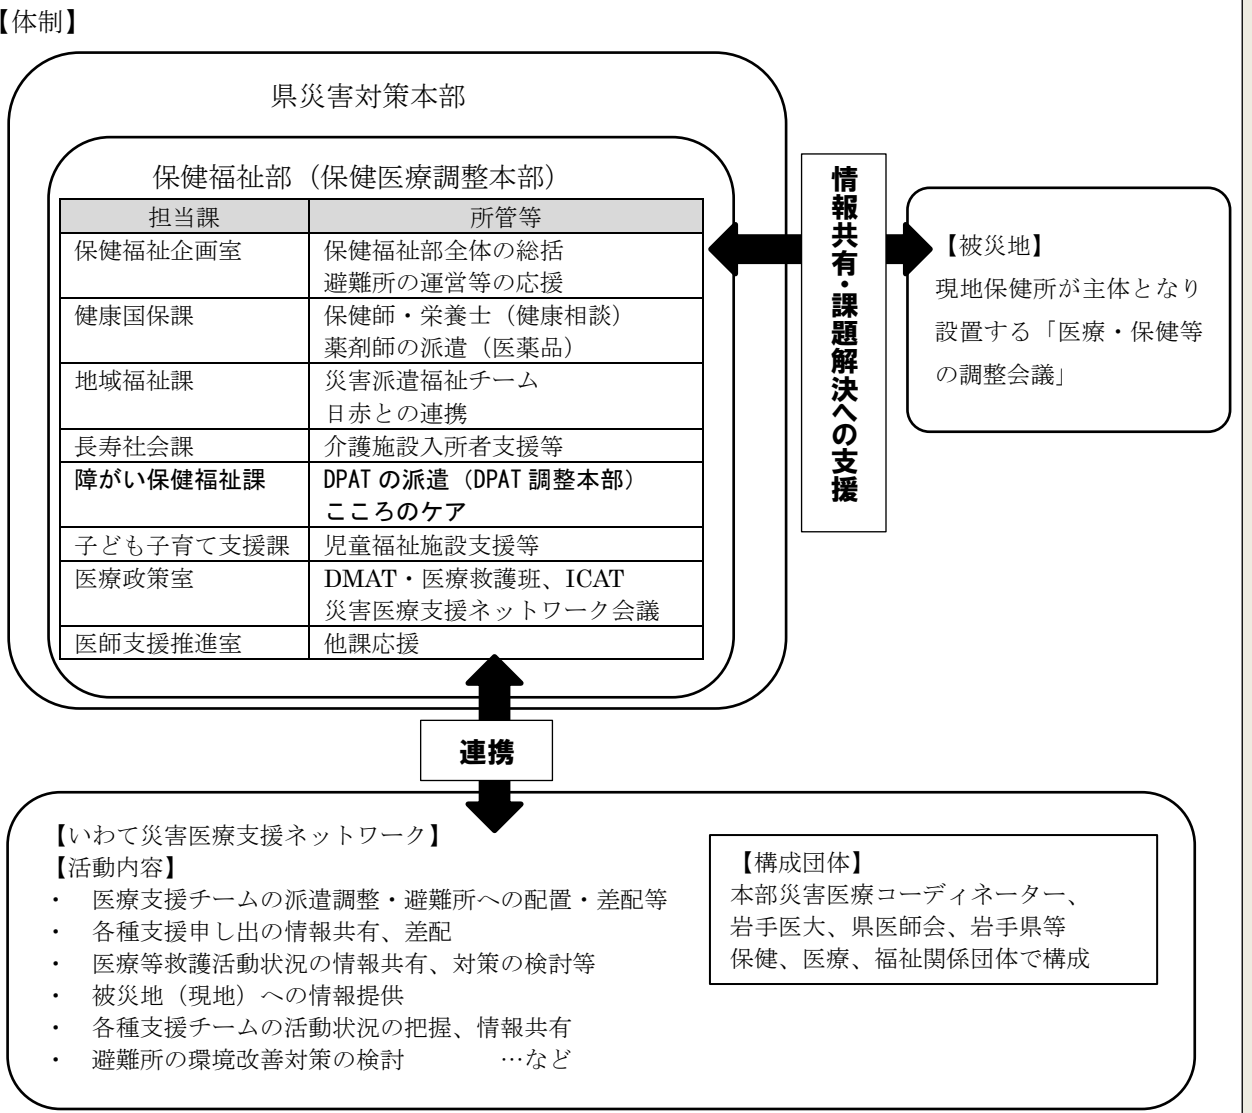 【体制】
県災害対策本部
保健福祉部（保健医療調整本部）
担当課 所管等
保健福祉企画室 保健福祉部全体の総括
避難所の運営等の応援
健康国保課 保健師・栄養士（健康相談）
薬剤師の派遣（医薬品）
地域福祉課 災害派遣福祉チーム
日赤との連携
長寿社会課 介護施設入所者支援等
障がい保健福祉課 DPAT の派遣（DPAT 調整本部）
こころのケア
子ども子育て支援課 児童福祉施設支援等
医療政策室 DMAT・医療救護班、ICAT
災害医療支援ネットワーク会議
医師支援推進室 他課応援
情報共有・課題解決への支援
【被災地】
現地保健所が主体となり
設置する「医療・保健等
の調整会議」
連携
【いわて災害医療支援ネットワーク】
【活動内容】
・ 医療支援チームの派遣調整・避難所への配置・差配等
・ 各種支援申し出の情報共有、差配
・ 医療等救護活動状況の情報共有、対策の検討等
・ 被災地（現地）への情報提供
・ 各種支援チームの活動状況の把握、情報共有
・ 避難所の環境改善対策の検討 …など
【構成団体】
本部災害医療コーディネーター、
岩手医大、県医師会、岩手県等
保健、医療、福祉関係団体で構成